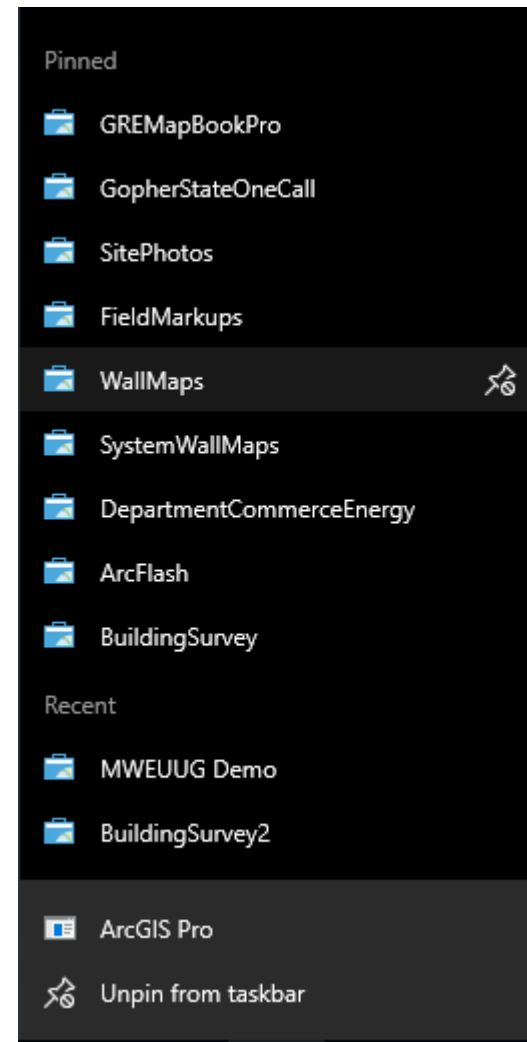 Pinned
GREMapBookPro
GopherStateOneCall
SitePhotos
FieldMarkups
WallMaps
SystemWallMaps
DepartmentCommerceEnergy
ArcFlash
BuildingSurvey
Recent
MWEUUG Demo
BuildingSurvey2
ArcGIS Pro
Unpin from taskbar